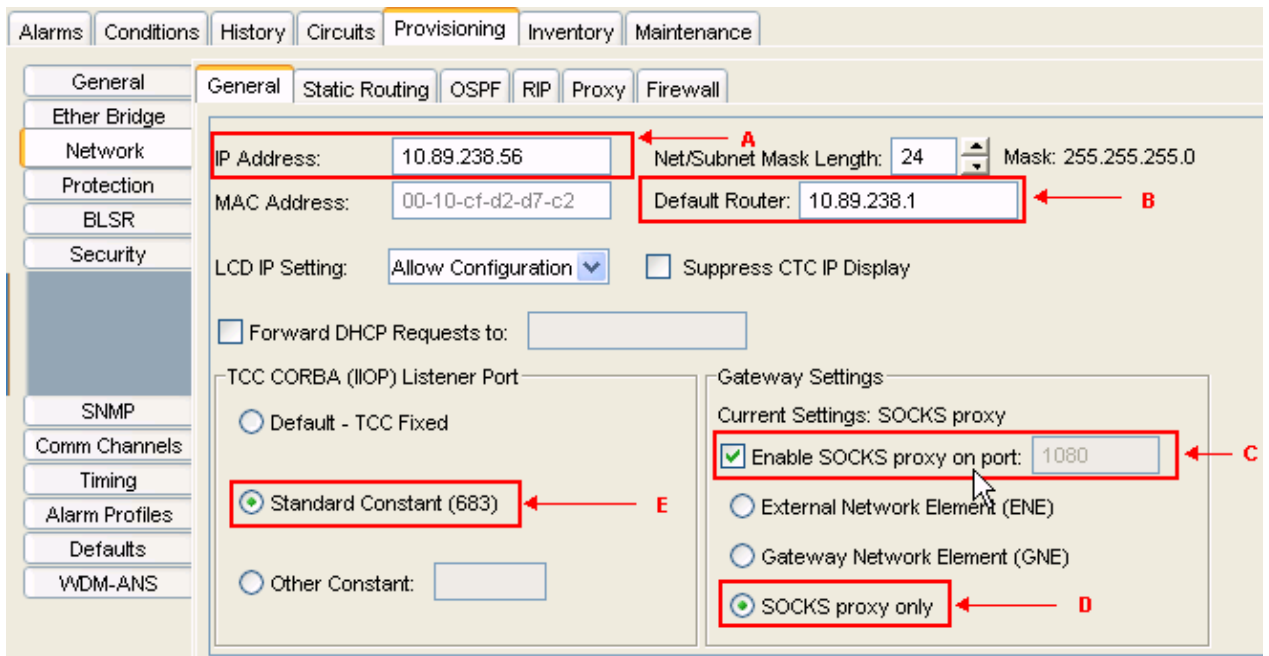 Alarms Conditions History Circuits Provisioning Inventory Maintenance
General
Ether Bridge
Network
Protection
BLSR
Security
SNMP
Comm Channels
Timing
Alarm Profiles
Defaults
WDM-ANS
General Static Routing OSPF RIP Proxy Firewall
IP Address: 10.89.238.56 A Net/Subnet Mask Length: 24 Mask: 255.255.255.0
MAC Address: 00-10-cf-d2-d7-c2 Default Router: 10.89.238.1 B
LCD IP Setting: Allow Configuration Suppress CTC IP Display
Forward DHCP Requests to:
TCC CORBA (IIOP) Listener Port
Default - TCC Fixed
Standard Constant (683) E
Other Constant:
Gateway Settings
Current Settings: SOCKS proxy
Enable SOCKS proxy on port: 1080 C
External Network Element (ENE)
Gateway Network Element (GNE)
SOCKS proxy only D